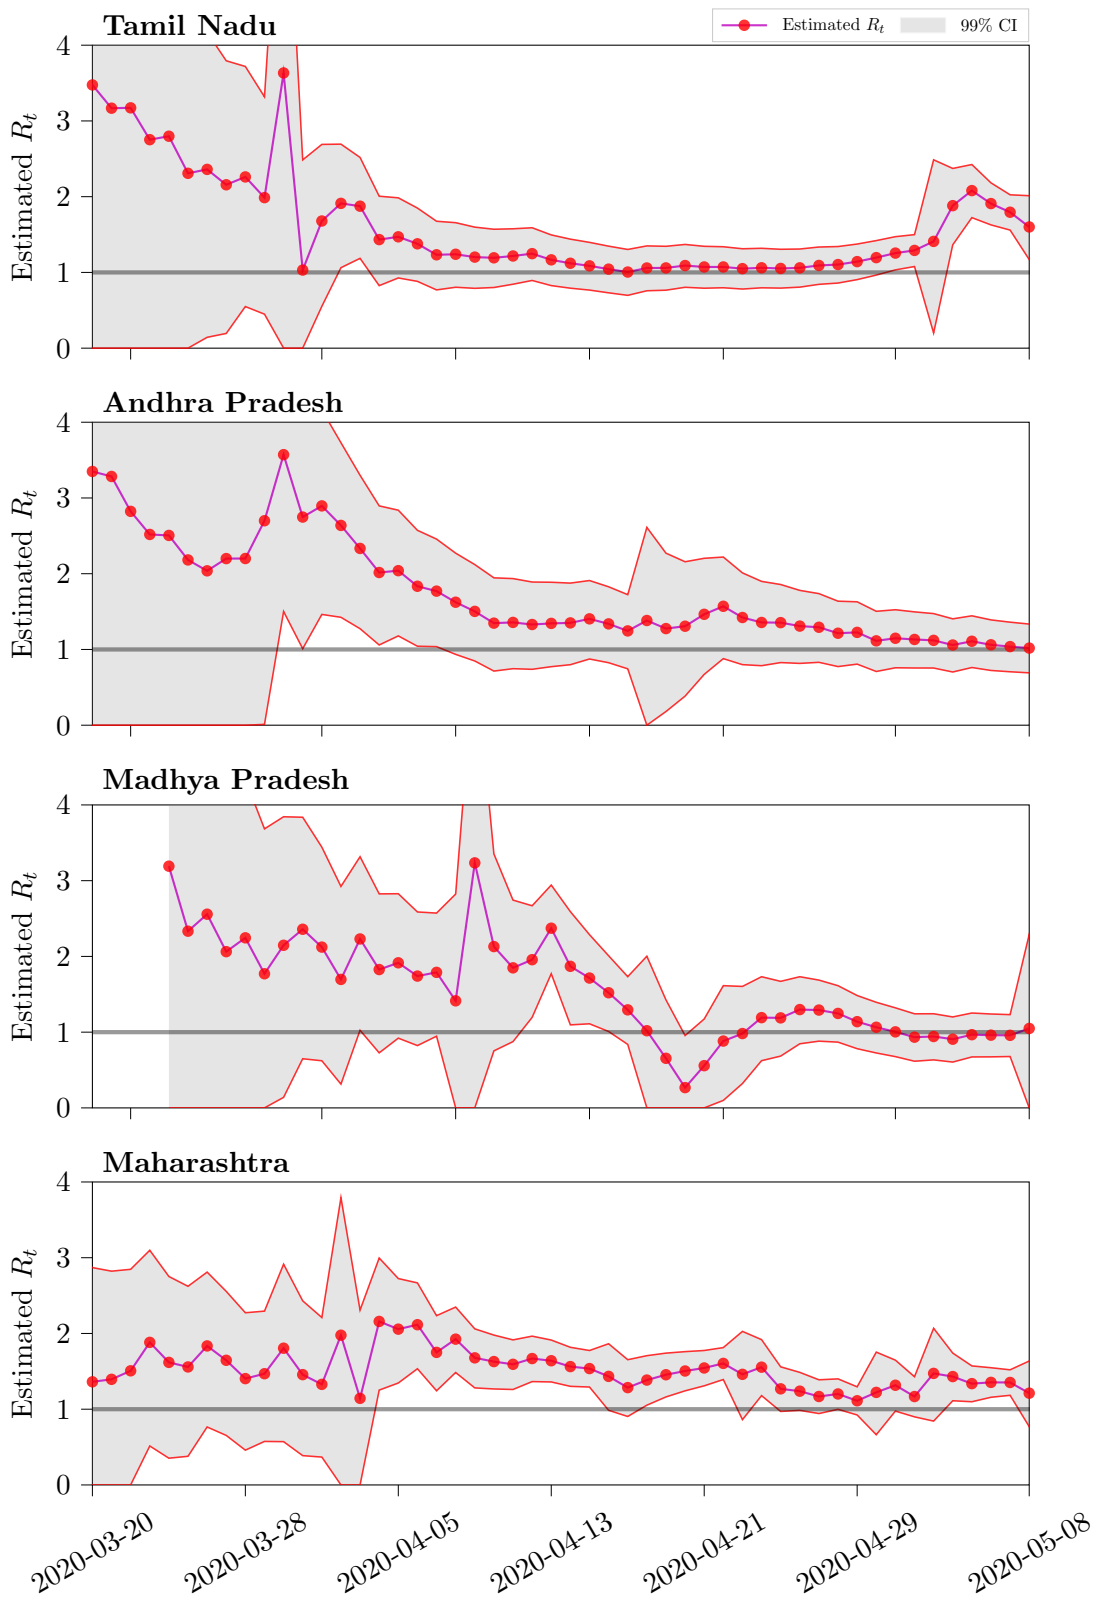 Tamil Nadu
Estimated R_t
99% CI
4
3
2
1
0
Estimated R_t
Andhra Pradesh
4
3
2
1
0
Estimated R_t
Madhya Pradesh
4
3
2
1
0
Estimated R_t
Maharashtra
4
3
2
1
0
Estimated R_t
2020-03-20
2020-03-28
2020-04-05
2020-04-13
2020-04-21
2020-04-29
2020-05-08